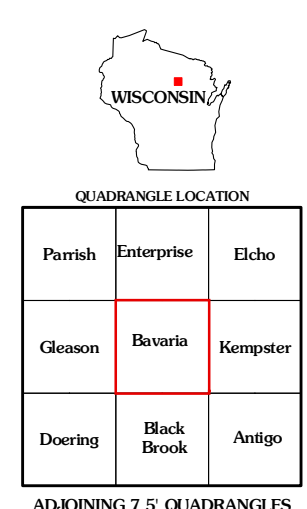 WISCONSIN
QUADRANGLE LOCATION
Parrish Enterprise Elcho
Gleason Bavaria Kempster
Doering Black Brook Antigo
ADJOINING 7.5' QUADRANGLES